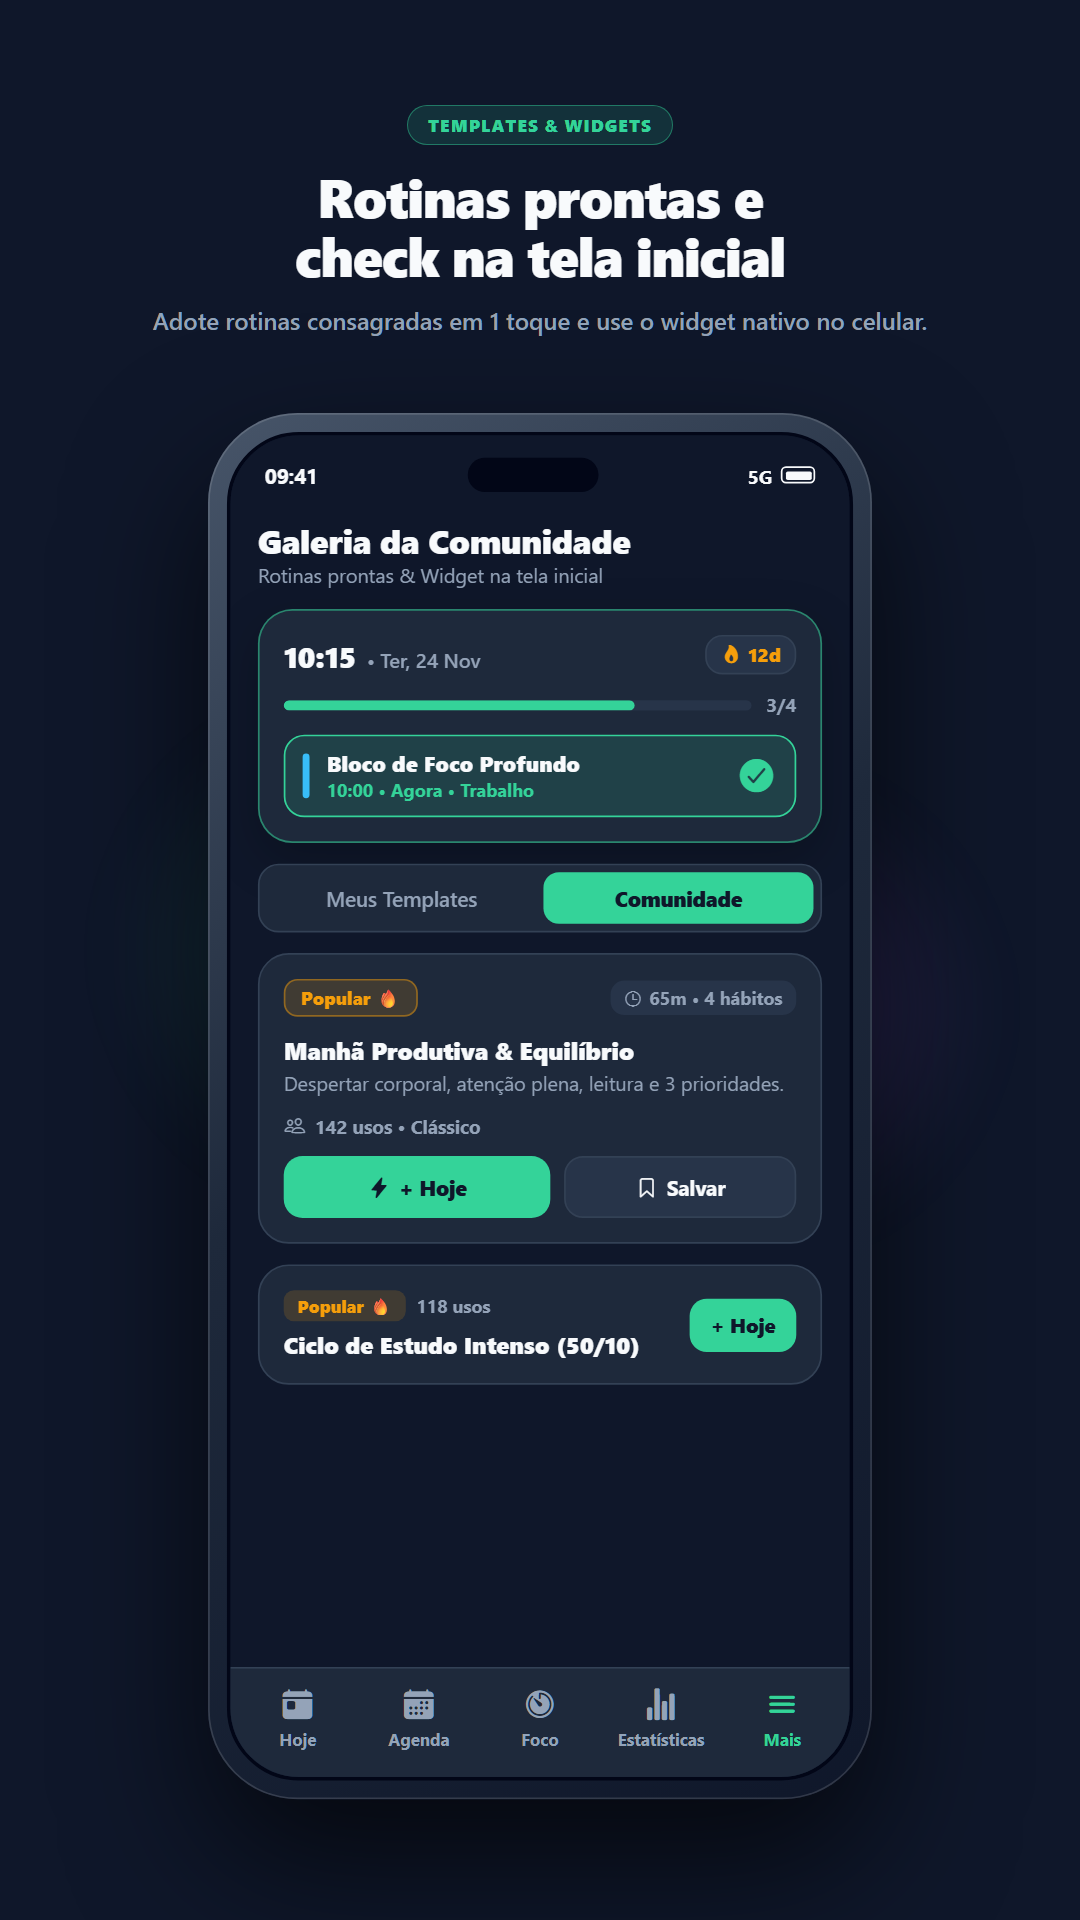 TEMPLATES & WIDGETS
Rotinas prontas e
check na tela inicial
Adote rotinas consagradas em 1 toque e use o widget nativo no celular.
09:41
5G
Galeria da Comunidade
Rotinas prontas & Widget na tela inicial
10:15 • Ter, 24 Nov
12d
3/4
Bloco de Foco Profundo
10:00 • Agora • Trabalho
Meus Templates
Comunidade
Popular
65m • 4 hábitos
Manhã Produtiva & Equilíbrio
Despertar corporal, atenção plena, leitura e 3 prioridades.
142 usos • Clássico
+ Hoje
Salvar
Popular
118 usos
Ciclo de Estudo Intenso (50/10)
+ Hoje
Hoje
Agenda
Foco
Estatísticas
Mais